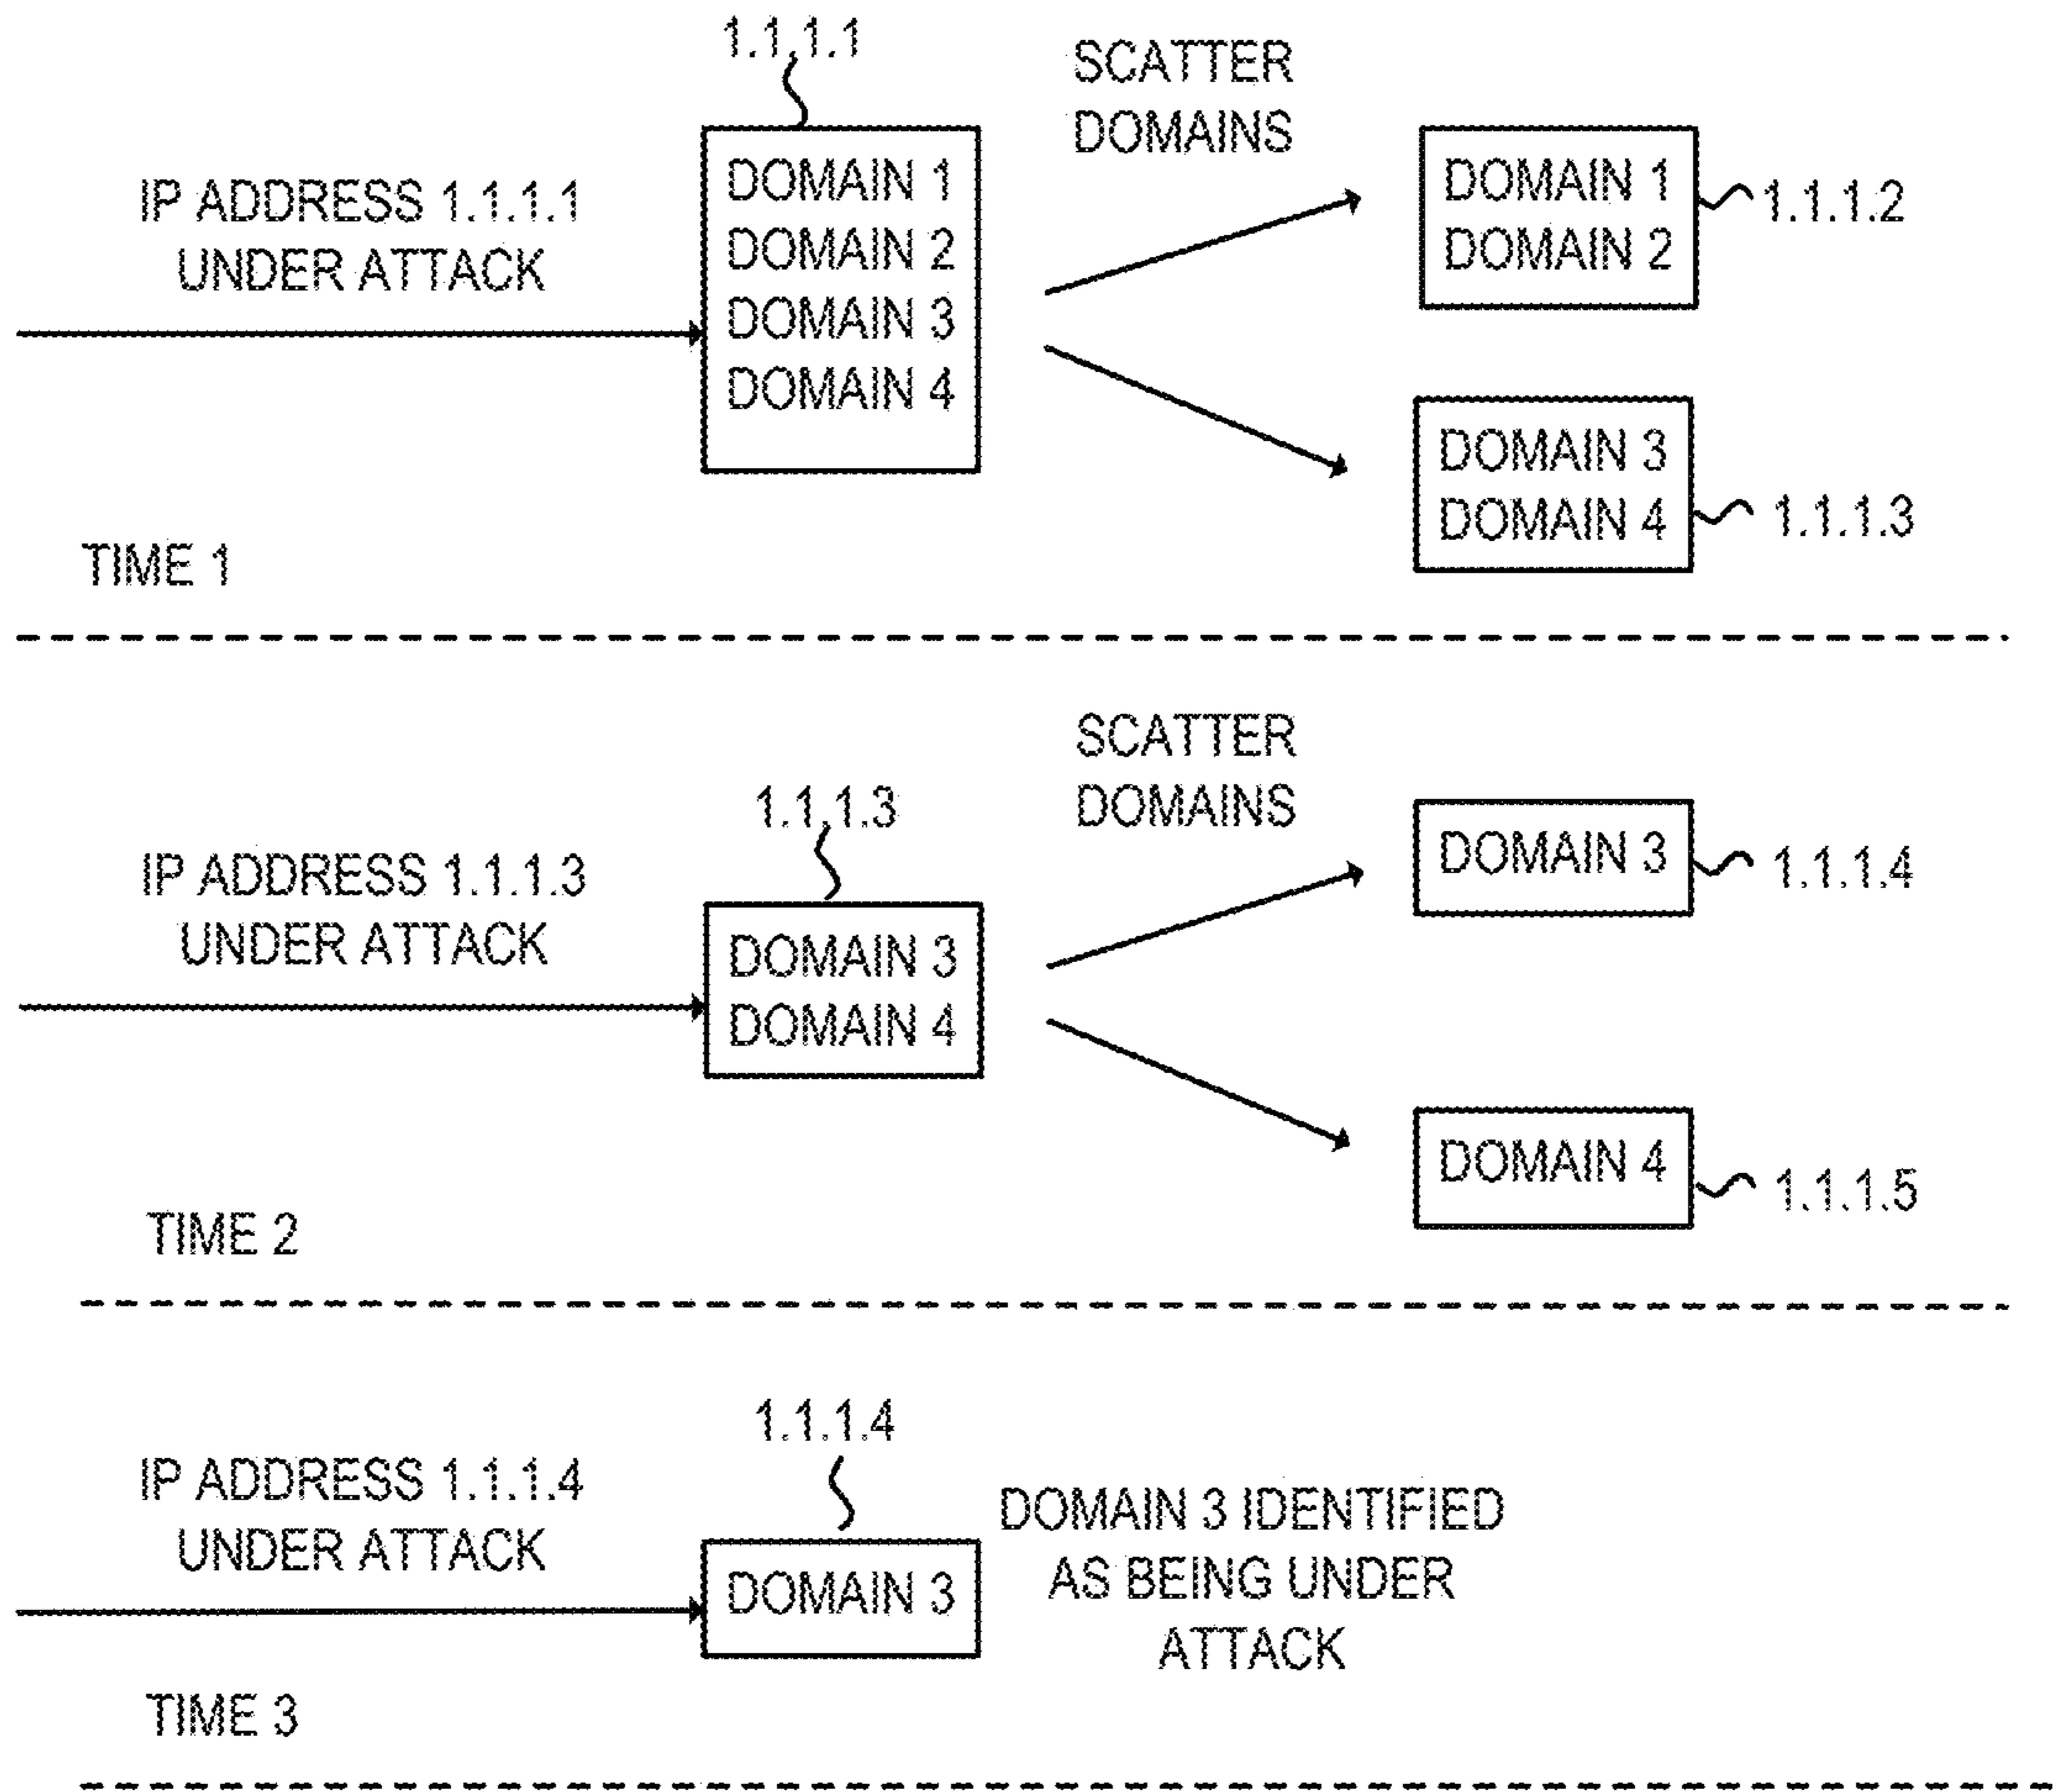 1.1.1.1
SCATTER
DOMAINS
IP ADDRESS 1.1.1.1
UNDER ATTACK
DOMAIN 1
DOMAIN 2
DOMAIN 3
DOMAIN 4
DOMAIN 1
DOMAIN 2
1.1.1.2
DOMAIN 3
DOMAIN 4
1.1.1.3
TIME 1
SCATTER
DOMAINS
1.1.1.3
IP ADDRESS 1.1.1.3
UNDER ATTACK
DOMAIN 3
DOMAIN 4
DOMAIN 3
1.1.1.4
DOMAIN 4
1.1.1.5
TIME 2
1.1.1.4
IP ADDRESS 1.1.1.4
UNDER ATTACK
DOMAIN 3
DOMAIN 3 IDENTIFIED
AS BEING UNDER
ATTACK
TIME 3